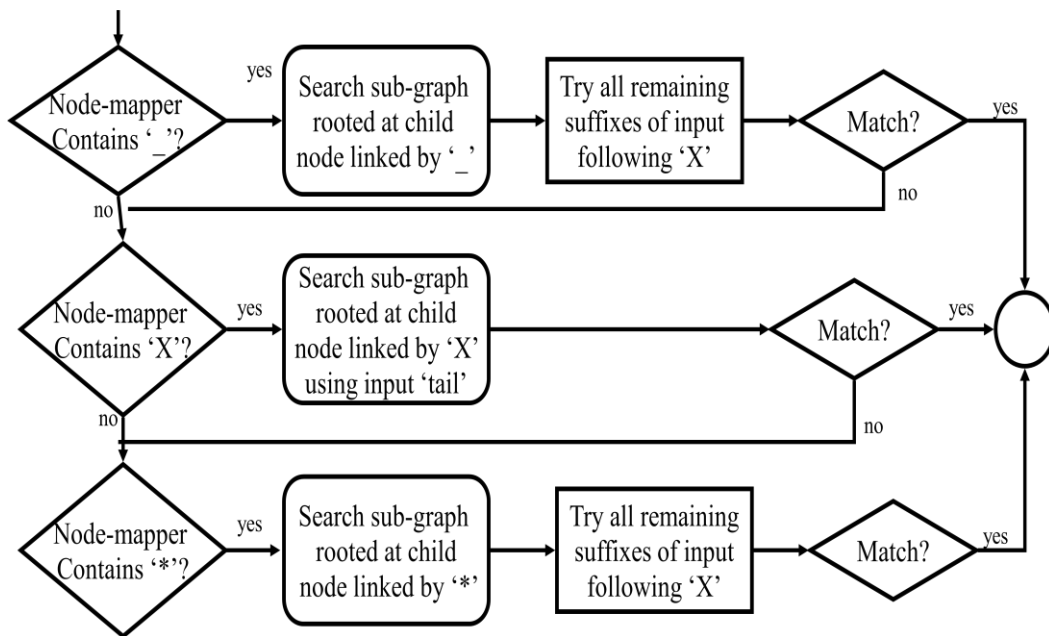 Node-mapper
Contains ‘_’?
yes
Search sub-graph
rooted at child
node linked by ‘_’
Try all remaining
suffixes of input
following ‘X’
Match?
yes
no
no
Node-mapper
Contains ‘X’?
yes
Search sub-graph
rooted at child
node linked by ‘X’
using input ‘tail’
Match?
yes
no
no
Node-mapper
Contains ‘*’?
yes
Search sub-graph
rooted at child
node linked by ‘*’
Try all remaining
suffixes of input
following ‘X’
Match?
yes